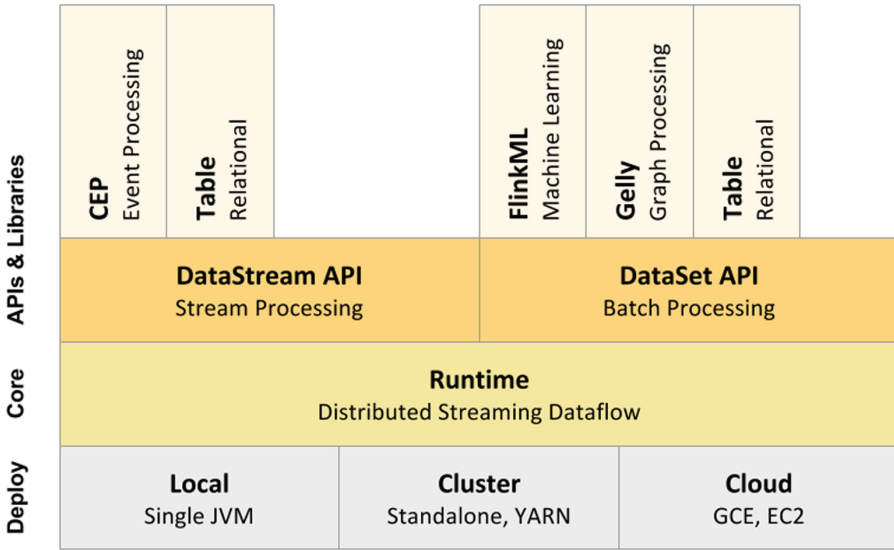 CEP
Event Processing
Table
Relational
FlinkML
Machine Learning
Gelly
Graph Processing
Table
Relational
APIs & Libraries
DataStream API
Stream Processing
DataSet API
Batch Processing
Core
Runtime
Distributed Streaming Dataflow
Deploy
Local
Single JVM
Cluster
Standalone, YARN
Cloud
GCE, EC2